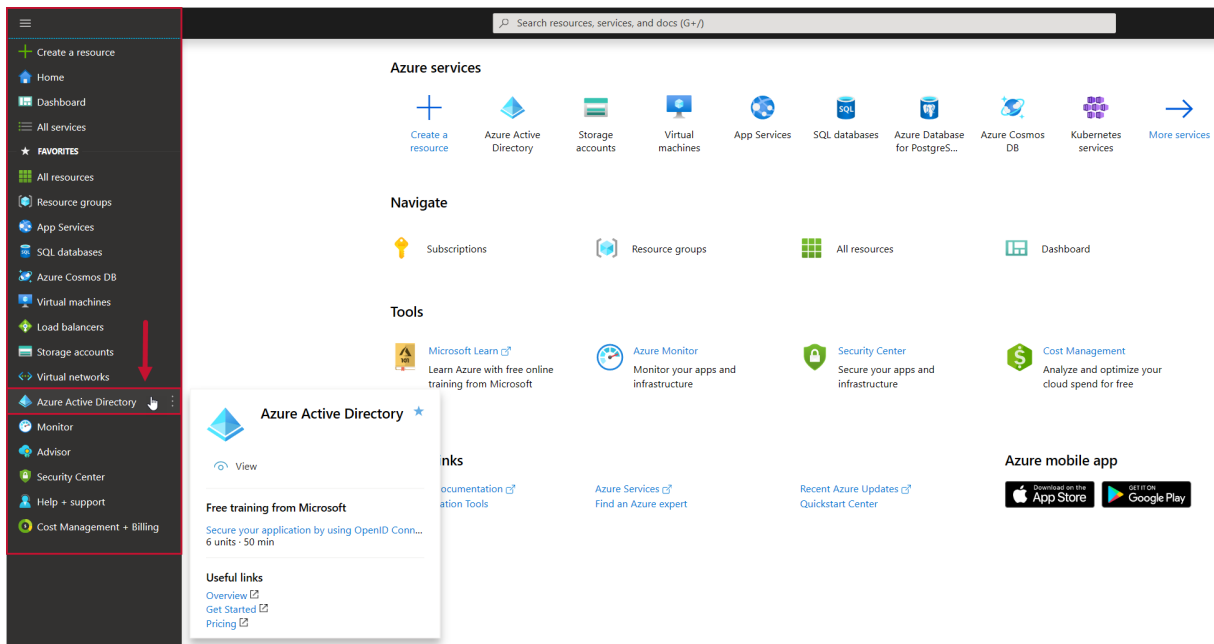 Search resources, services, and docs (G+/)
Create a resource
Home
Dashboard
All services
FAVORITES
All resources
Resource groups
App Services
SQL databases
Azure Cosmos DB
Virtual machines
Load balancers
Storage accounts
Virtual networks
Azure Active Directory
Monitor
Advisor
Security Center
Help + support
Cost Management + Billing
Azure services
Create a
resource
Azure Active
Directory
Storage
accounts
Virtual
machines
App Services
SQL
SQL databases
Azure Database
for PostgreS...
Azure Cosmos
DB
Kubernetes
services
More services
Navigate
Subscriptions
Resource groups
All resources
Dashboard
Tools
101
Microsoft Learn
Learn Azure with free online
training from Microsoft
Azure Monitor
Monitor your apps and
infrastructure
Security Center
Secure your apps and
infrastructure
Cost Management
Analyze and optimize your
cloud spend for free
Azure Active Directory
View
Free training from Microsoft
Secure your application by using OpenID Conn...
6 units · 50 min
Useful links
Overview
Get Started
Pricing
inks
ocumentation
ation Tools
Azure Services
Find an Azure expert
Recent Azure Updates
Quickstart Center
Azure mobile app
Download on the
App Store
GET IT ON
Google Play